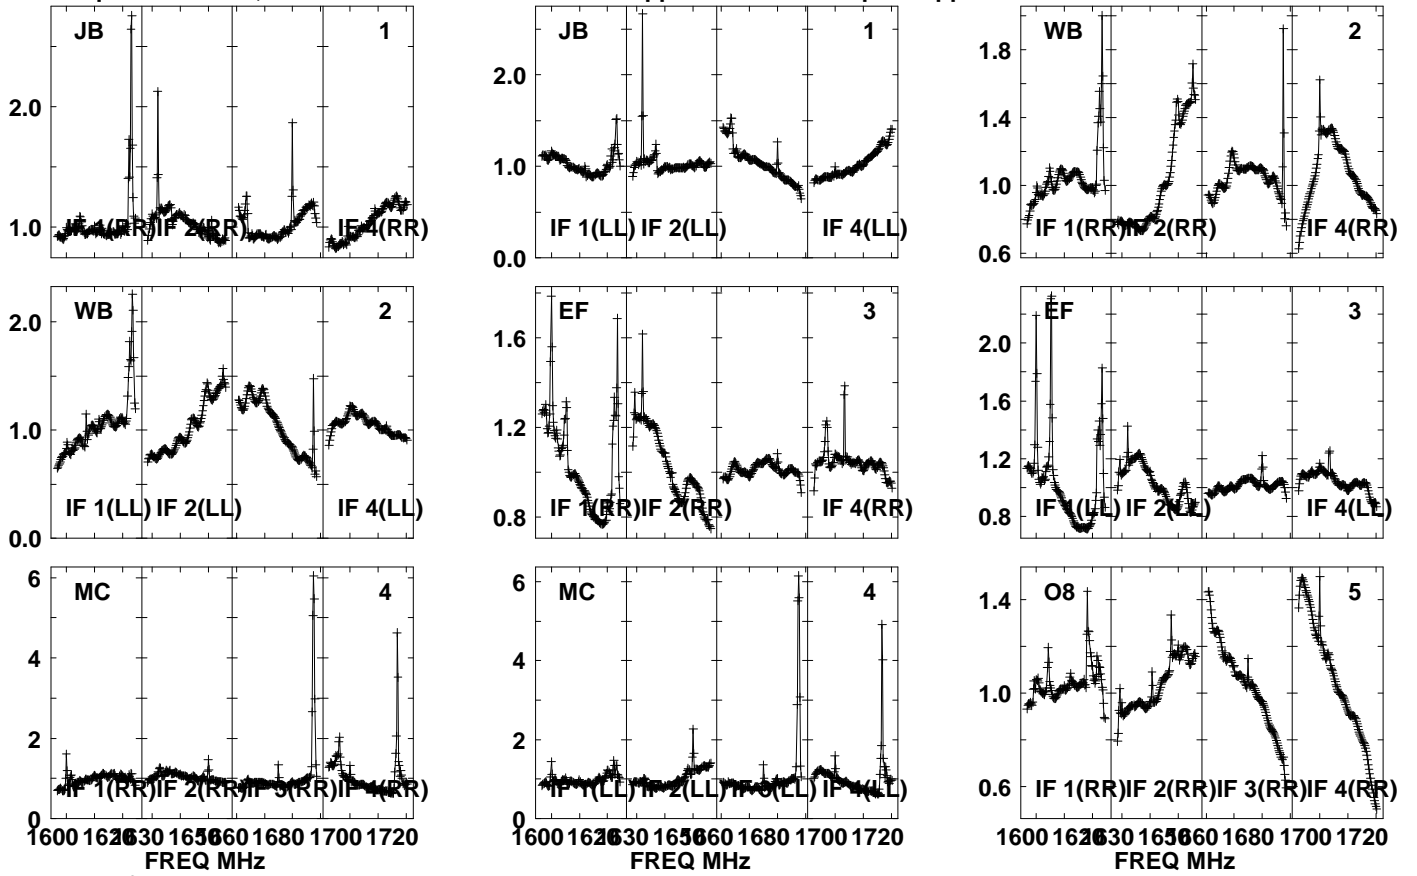 JB 1
2.0
1.0
IF 1(RR) IF 2(RR) IF 4(RR)
JB 1
2.0
1.0
0.0
IF 1(LL) IF 2(LL) IF 4(LL)
WB 2
1.8
1.4
1.0
0.6
IF 1(RR) IF 2(RR) IF 4(RR)
WB 2
2.0
1.0
0.0
IF 1(LL) IF 2(LL) IF 4(LL)
EF 3
1.6
1.2
0.8
IF 1(RR) IF 2(RR) IF 4(RR)
EF 3
2.0
1.6
1.2
0.8
IF 1(LL) IF 2(LL) IF 4(LL)
MC 4
6
4
2
0
IF 1(RR) IF 2(RR) IF 3(RR) IF 4(RR)
1600 1620 1630 1650 1660 1680 1700 1720
FREQ MHz
MC 4
6
4
2
0
IF 1(LL) IF 2(LL) IF 3(LL) IF 4(LL)
1600 1620 1630 1650 1660 1680 1700 1720
FREQ MHz
O8 5
1.4
1.0
0.6
IF 1(RR) IF 2(RR) IF 3(RR) IF 4(RR)
1600 1620 1630 1650 1660 1680 1700 1720
FREQ MHz